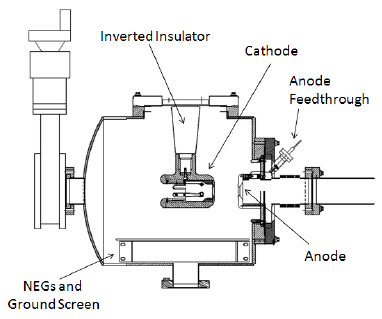 Inverted Insulator
Cathode
Anode
Feedthrough
Anode
NEGs and
Ground Screen